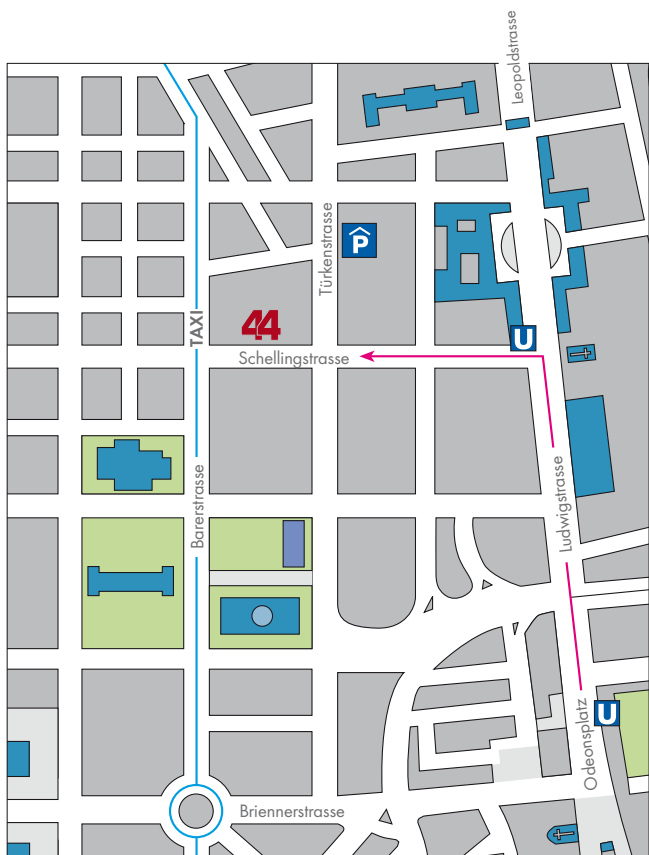 Leopoldstrasse
Türkenstrasse
P
TAXI
44
U
Schellingstrasse
Barerstrasse
Ludwigstrasse
Odeonsplatz
U
Briennerstrasse